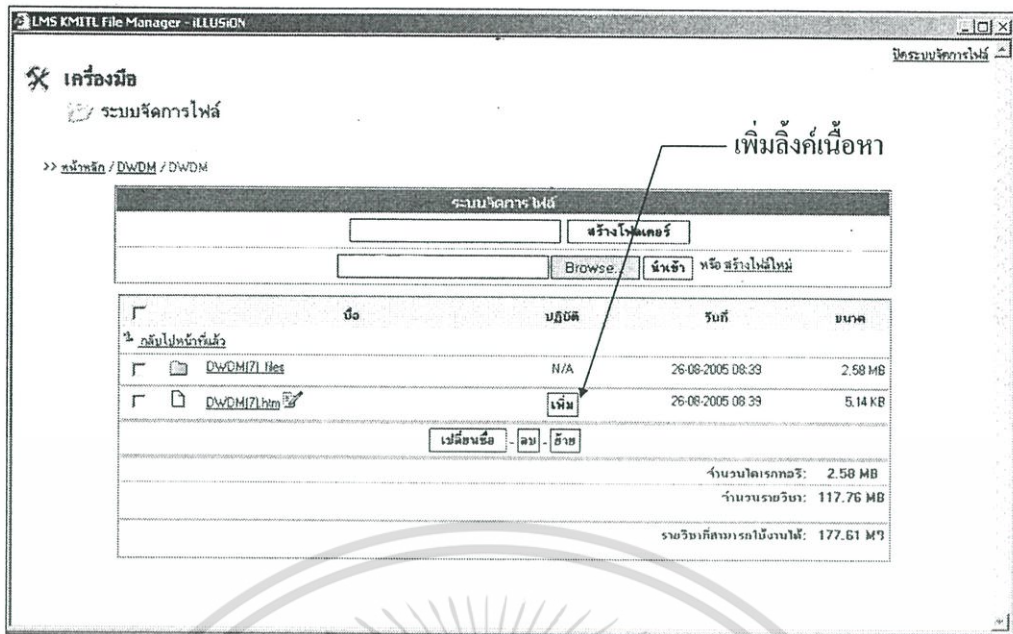 LMS KMITL File Manager - iLLUSiON
ปิดระบบจัดการไฟล์
เครื่องมือ
ระบบจัดการไฟล์
เพิ่มลิ้งค์เนื้อหา
>> หน้าหลัก / DWDM / DWDM
ระบบจัดการ ไฟล์
สร้างโฟลเดอร์
Browse... นำเข้า หรือ สร้างไฟล์ใหม่
ชื่อ ปฏิบัติ วันที่ ขนาด
กลับไปหน้าที่แล้ว
DWDM[7]_files N/A 26-08-2005 08:39 2.58 MB
DWDM[7].htm เพิ่ม 26-08-2005 08:39 5.14 KB
เปลี่ยนชื่อ - ลบ - ย้าย
จำนวนไดเรกทอรี: 2.58 MB
จำนวนรายวิชา: 117.76 MB
รายวิชาที่สามารถใช้งานได้: 177.61 MB